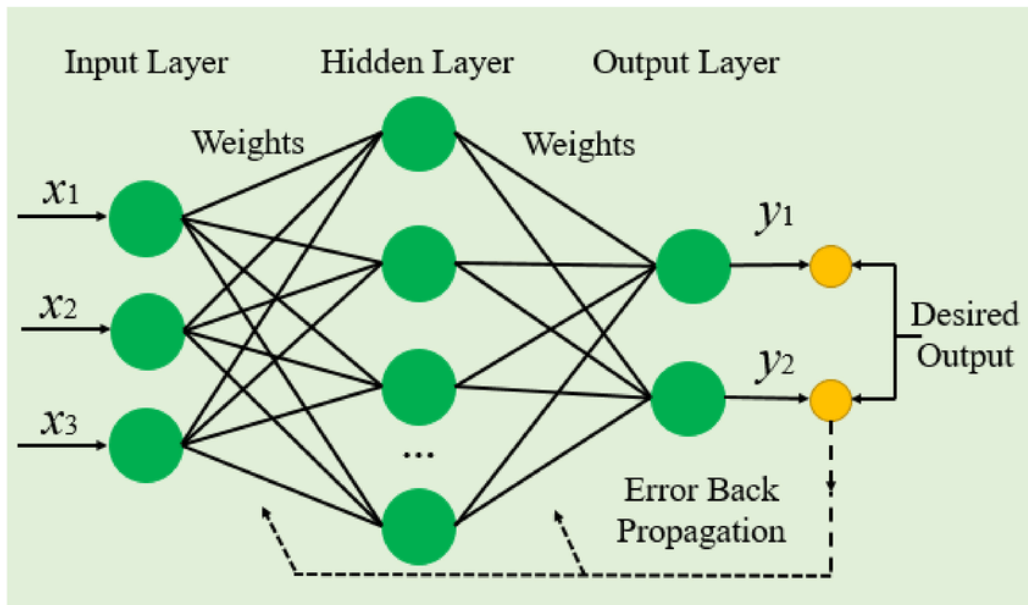 Input Layer
Hidden Layer
Output Layer
Weights
Weights
x1
x2
x3
...
y1
y2
Desired
Output
Error Back
Propagation